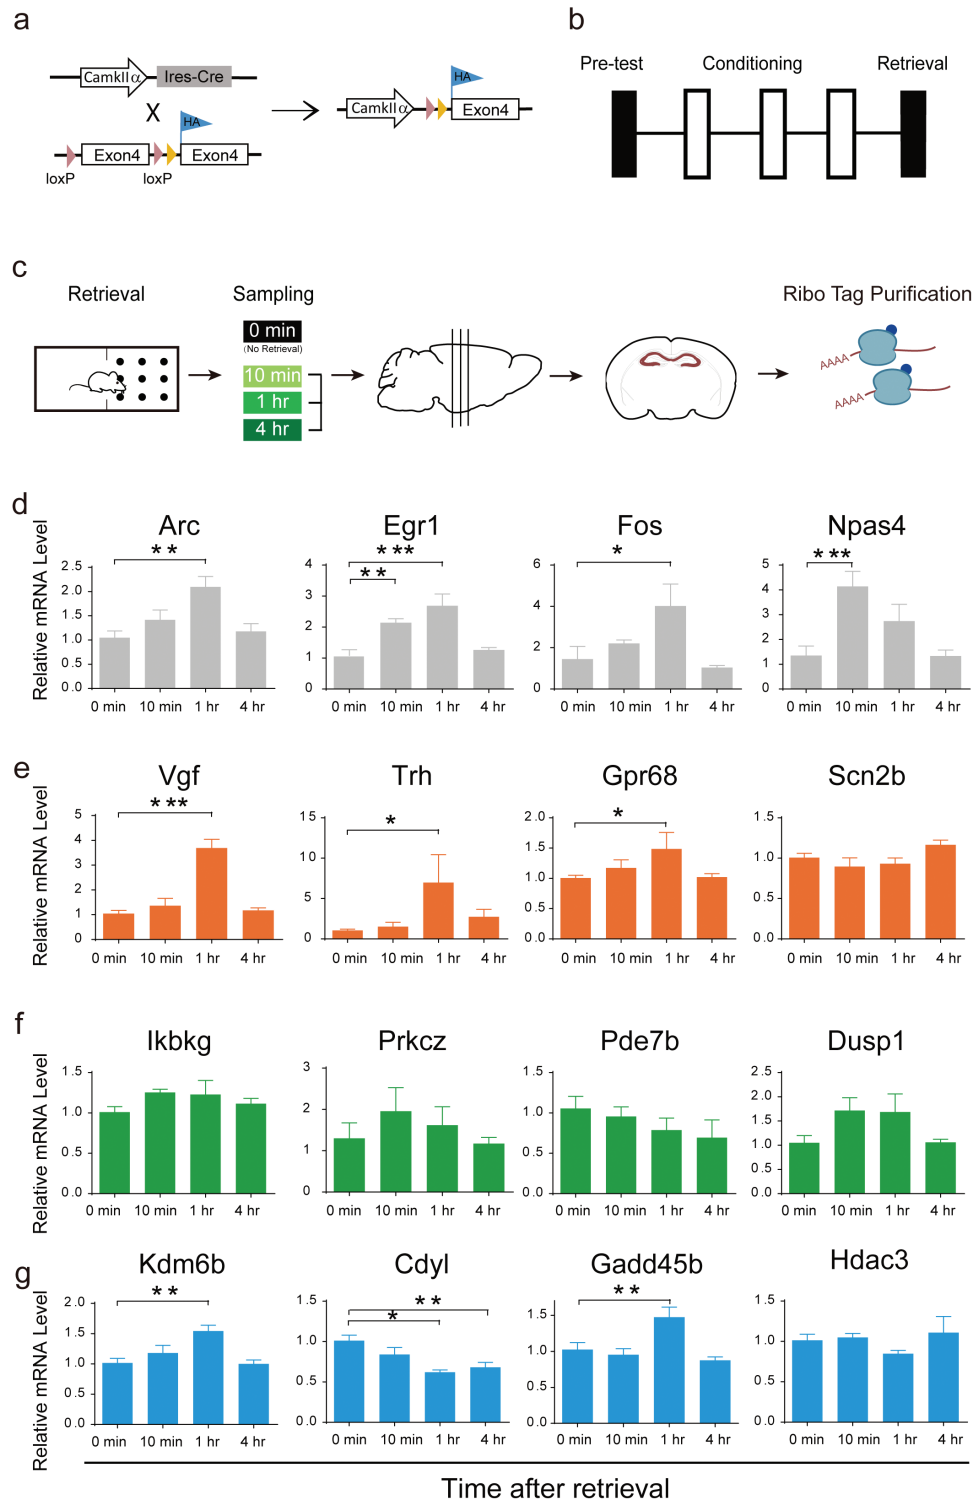 a
CamkII α
Ires-Cre
X
HA
Exon4
Exon4
loxP
loxP
CamkII α
HA
Exon4
b
Pre-test
Conditioning
Retrieval
c
Retrieval
Sampling
Ribo Tag Purification
0 min
(No Retrieval)
10 min
1 hr
4 hr
AAAA
AAAA
d
Relative mRNA Level
Arc
**
2.5
2.0
1.5
1.0
0.5
0.0
0 min 10 min 1 hr 4 hr
Egr1
***
**
4
3
2
1
0
0 min 10 min 1 hr 4 hr
Fos
*
6
4
2
0
0 min 10 min 1 hr 4 hr
Npas4
***
5
4
3
2
1
0
0 min 10 min 1 hr 4 hr
e
Relative mRNA Level
Vgf
***
5
4
3
2
1
0
0 min 10 min 1 hr 4 hr
Trh
*
15
10
5
0
0 min 10 min 1 hr 4 hr
Gpr68
*
2.0
1.5
1.0
0.5
0.0
0 min 10 min 1 hr 4 hr
Scn2b
1.5
1.0
0.5
0.0
0 min 10 min 1 hr 4 hr
f
Relative mRNA Level
Ikbkg
1.5
1.0
0.5
0.0
0 min 10 min 1 hr 4 hr
Prkcz
3
2
1
0
0 min 10 min 1 hr 4 hr
Pde7b
1.5
1.0
0.5
0.0
0 min 10 min 1 hr 4 hr
Dusp1
2.5
2.0
1.5
1.0
0.5
0.0
0 min 10 min 1 hr 4 hr
g
Relative mRNA Level
Kdm6b
**
2.0
1.5
1.0
0.5
0.0
0 min 10 min 1 hr 4 hr
Cdyl
**
*
1.5
1.0
0.5
0.0
0 min 10 min 1 hr 4 hr
Gadd45b
**
1.5
1.0
0.5
0.0
0 min 10 min 1 hr 4 hr
Hdac3
1.5
1.0
0.5
0.0
0 min 10 min 1 hr 4 hr
Time after retrieval